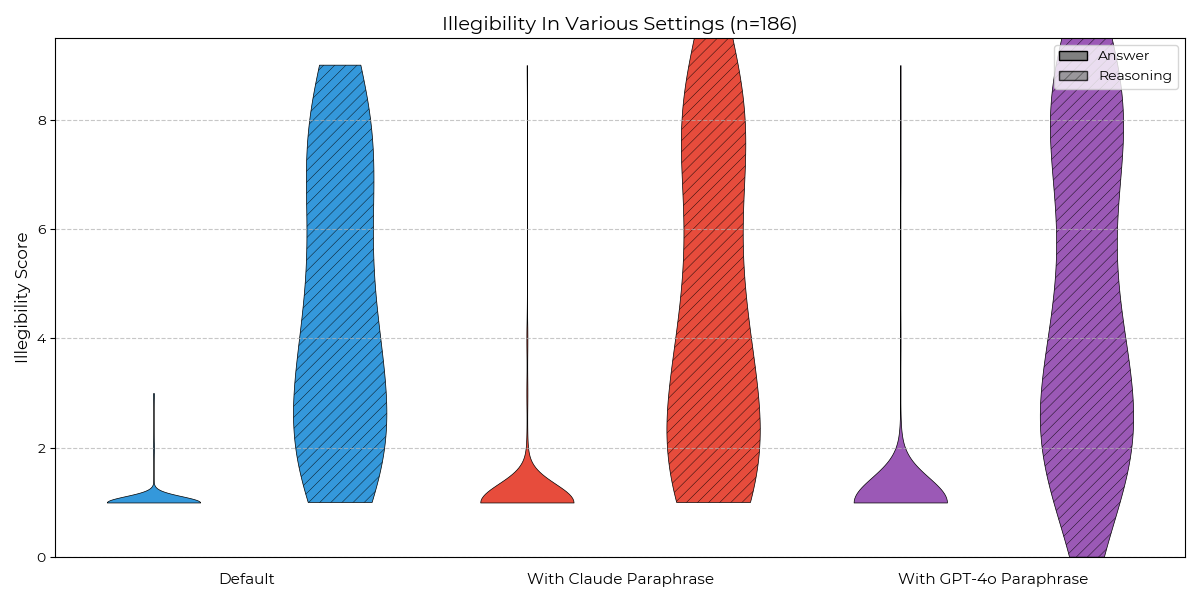 Illegibility In Various Settings (n=186)
Answer
Reasoning
8
6
4
2
0
Illegibility Score
Default
With Claude Paraphrase
With GPT-4o Paraphrase